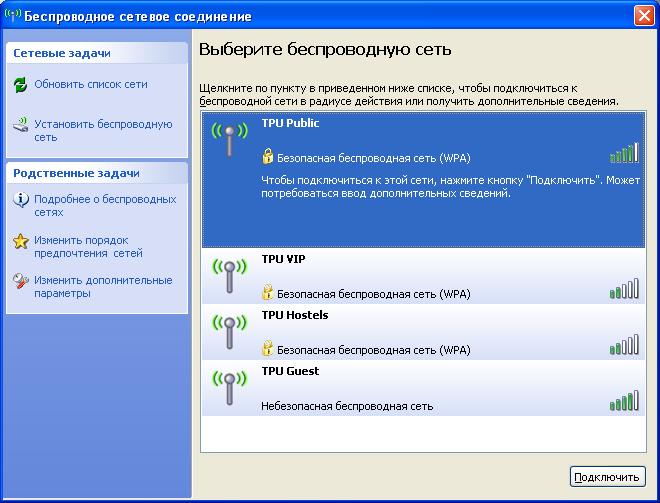 Беспроводное сетевое соединение
Сетевые задачи
Обновить список сети
Установить беспроводную
сеть
Родственные задачи
Подробнее о беспроводных
сетях
Изменить порядок
предпочтения сетей
Изменить дополнительные
параметры
Выберите беспроводную сеть
Щелкните по пункту в приведенном ниже списке, чтобы подключиться к
беспроводной сети в радиусе действия или получить дополнительные сведения.
TPU Public
Безопасная беспроводная сеть (WPA)
Чтобы подключиться к этой сети, нажмите кнопку "Подключить". Может
потребоваться ввод дополнительных сведений.
TPU VIP
Безопасная беспроводная сеть (WPA)
TPU Hostels
Безопасная беспроводная сеть (WPA)
TPU Guest
Небезопасная беспроводная сеть
Подключить